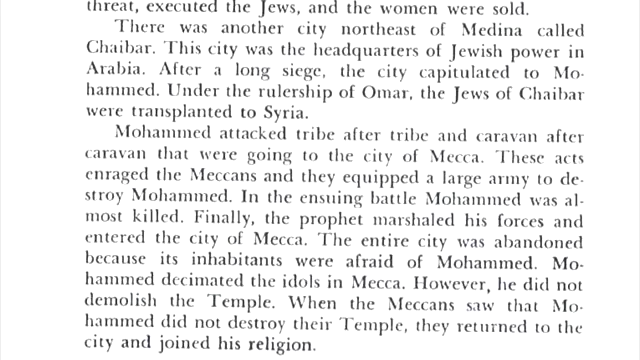 threat, executed the Jews, and the women were sold.
There was another city northeast of Medina called
Chaibar. This city was the headquarters of Jewish power in
Arabia. After a long siege, the city capitulated to Mo-
hammed. Under the rulership of Omar, the Jews of Chaibar
were transplanted to Syria.
Mohammed attacked tribe after tribe and caravan after
caravan that were going to the city of Mecca. These acts
enraged the Meccans and they equipped a large army to de-
stroy Mohammed. In the ensuing battle Mohammed was al-
most killed. Finally, the prophet marshaled his forces and
entered the city of Mecca. The entire city was abandoned
because its inhabitants were afraid of Mohammed. Mo-
hammed decimated the idols in Mecca. However, he did not
demolish the Temple. When the Meccans saw that Mo-
hammed did not destroy their Temple, they returned to the
city and joined his religion.